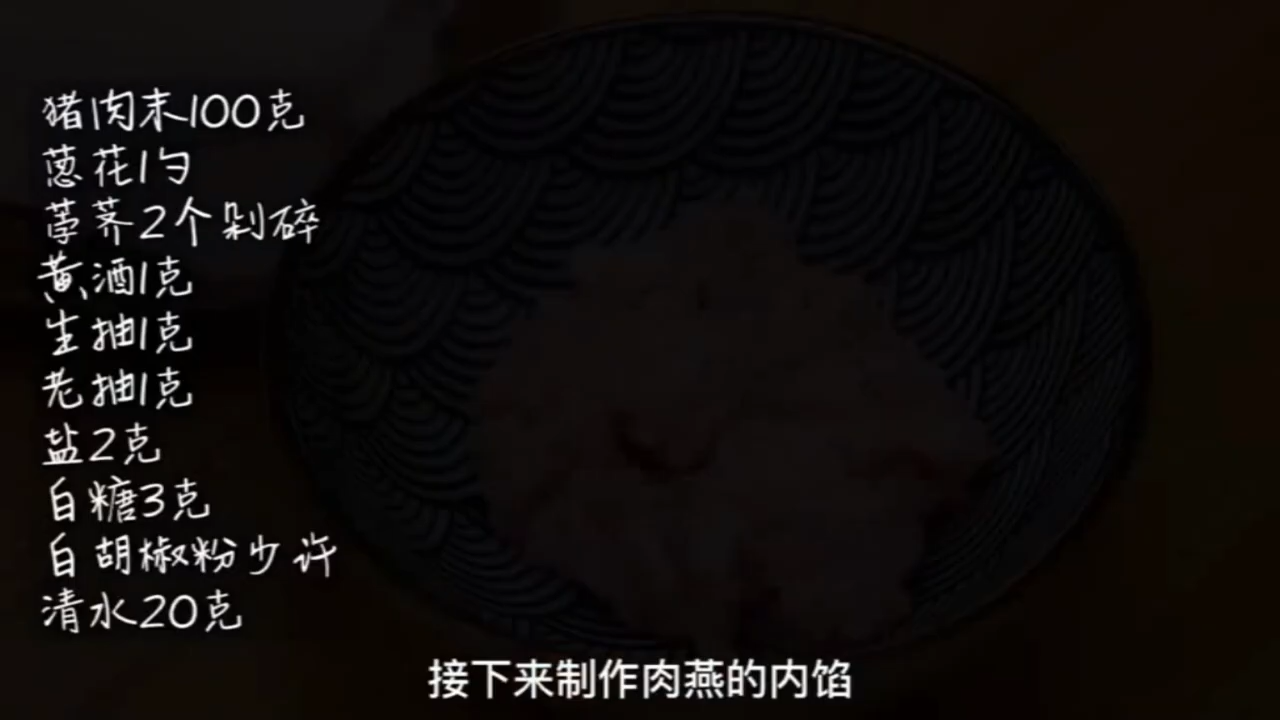 猪肉末100克
葱花1勺
荸荠2个剁碎
黄酒1克
生抽1克
老抽1克
盐2克
白糖3克
白胡椒粉少许
清水20克
接下来制作肉燕的内馅